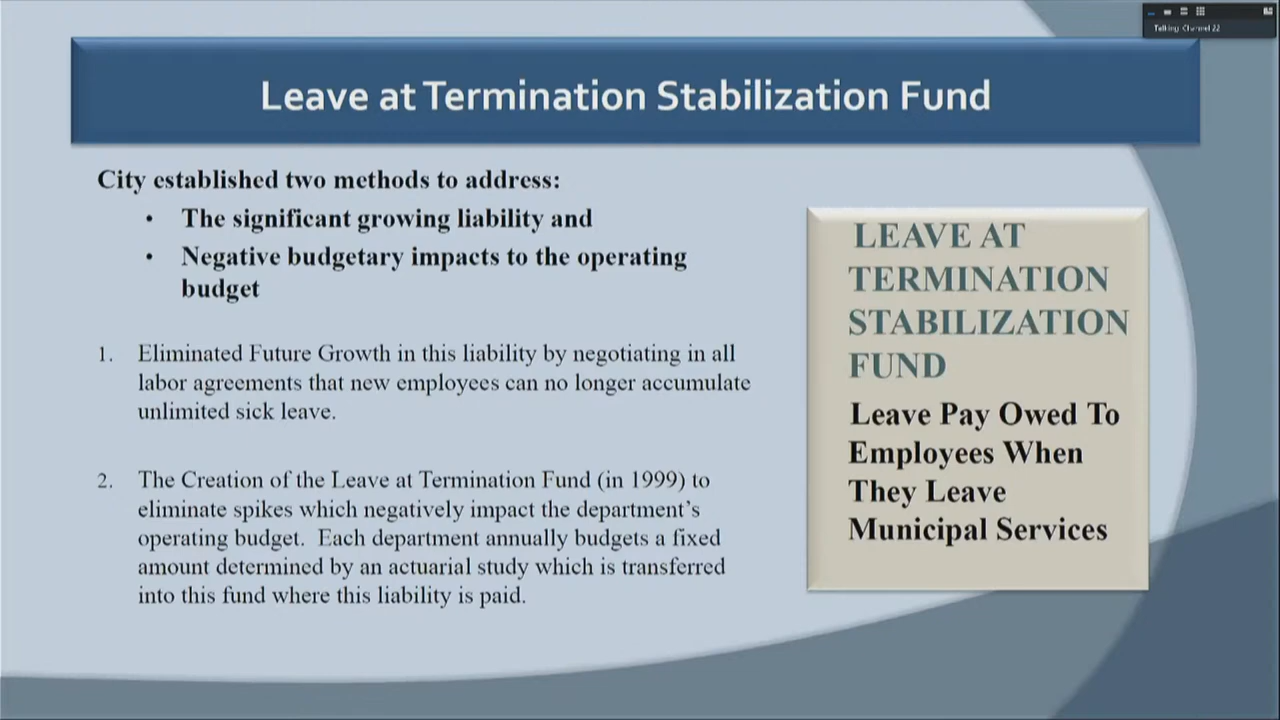 Talking: Channel 22
Leave at Termination Stabilization Fund
City established two methods to address:
• The significant growing liability and
• Negative budgetary impacts to the operating
budget
1. Eliminated Future Growth in this liability by negotiating in all
labor agreements that new employees can no longer accumulate
unlimited sick leave.
2. The Creation of the Leave at Termination Fund (in 1999) to
eliminate spikes which negatively impact the department's
operating budget.  Each department annually budgets a fixed
amount determined by an actuarial study which is transferred
into this fund where this liability is paid.
LEAVE AT
TERMINATION
STABILIZATION
FUND
Leave Pay Owed To
Employees When
They Leave
Municipal Services